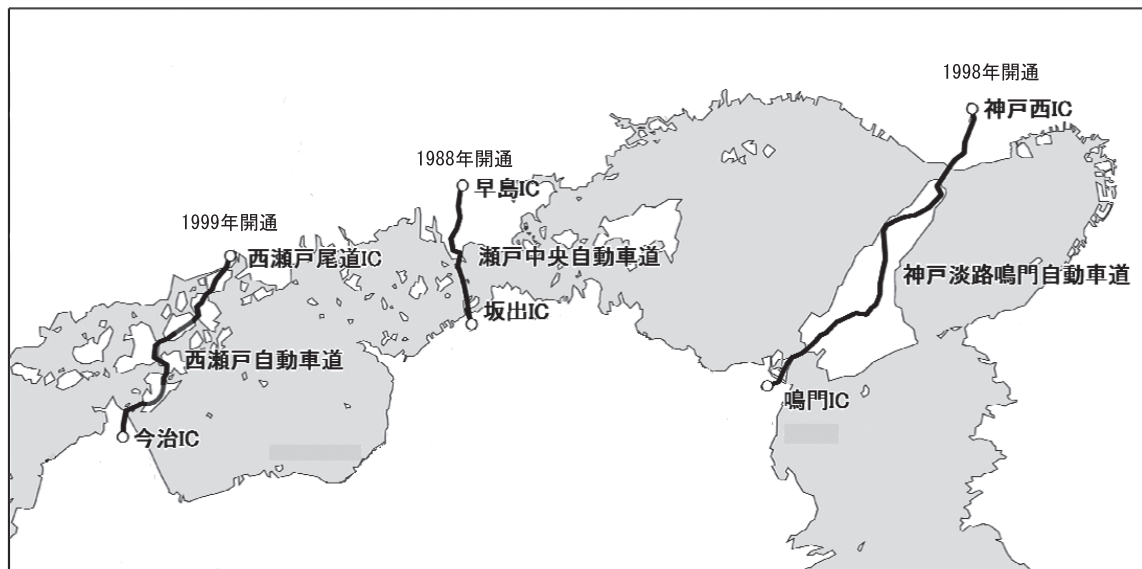 1998年開通
神戸西IC
1988年開通
早島IC
1999年開通
西瀬戸尾道IC
瀬戸中央自動車道
神戸淡路鳴門自動車道
坂出IC
西瀬戸自動車道
鳴門IC
今治IC